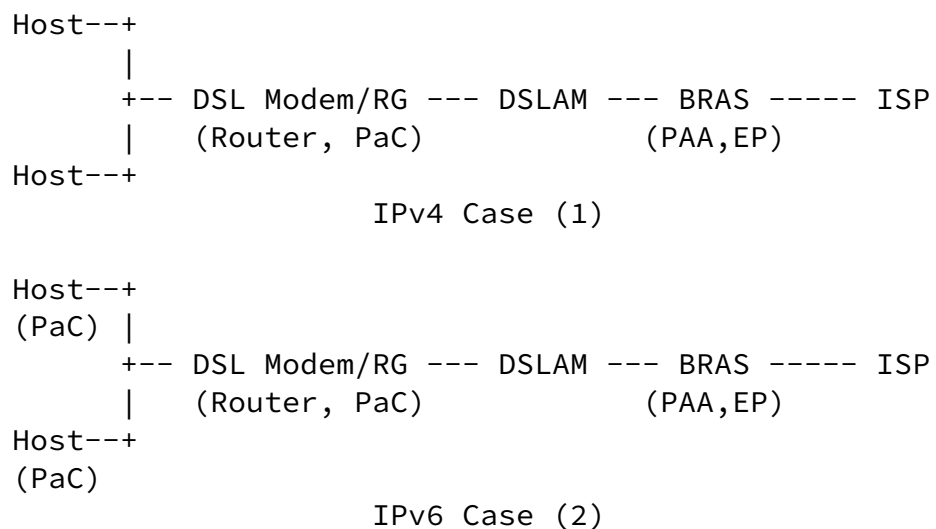 Host--+
|
+-- DSL Modem/RG --- DSLAM --- BRAS ----- ISP
| (Router, PaC) (PAA,EP)
Host--+
IPv4 Case (1)
Host--+
(PaC) |
+-- DSL Modem/RG --- DSLAM --- BRAS ----- ISP
| (Router, PaC) (PAA,EP)
Host--+
(PaC)
IPv6 Case (2)